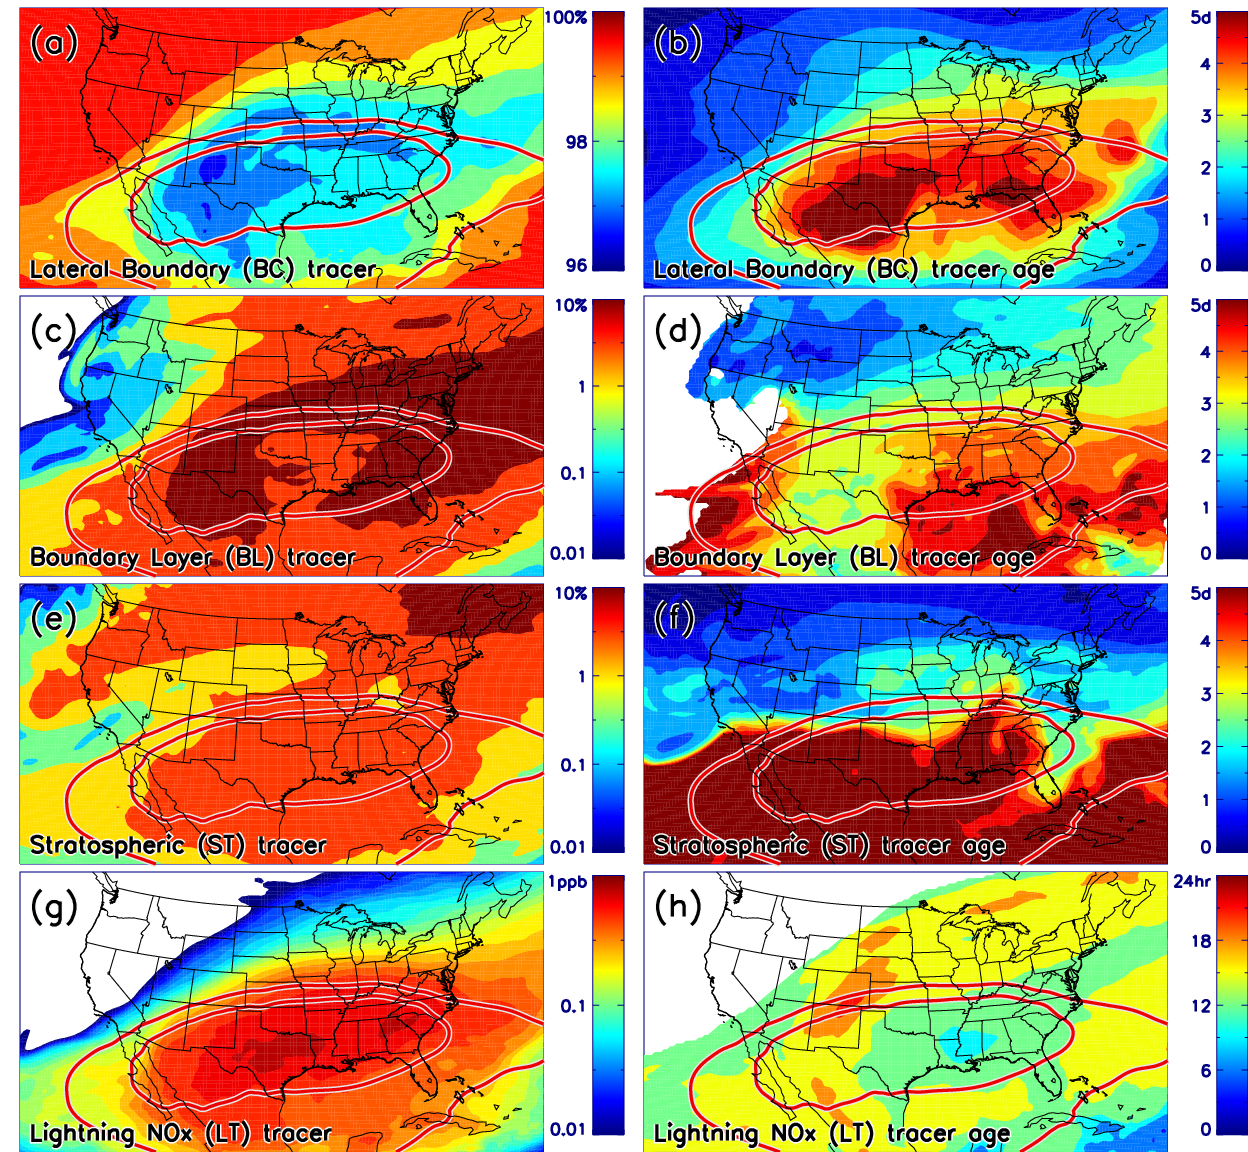 (a)
100%
98
96
Lateral Boundary (BC) tracer
(b)
5d
4
3
2
1
0
Lateral Boundary (BC) tracer age
(c)
10%
1
0.1
0.01
Boundary Layer (BL) tracer
(d)
5d
4
3
2
1
0
Boundary Layer (BL) tracer age
(e)
10%
1
0.1
0.01
Stratospheric (ST) tracer
(f)
5d
4
3
2
1
0
Stratospheric (ST) tracer age
(g)
1ppb
0.1
0.01
Lightning NOx (LT) tracer
(h)
24hr
18
12
6
0
Lightning NOx (LT) tracer age